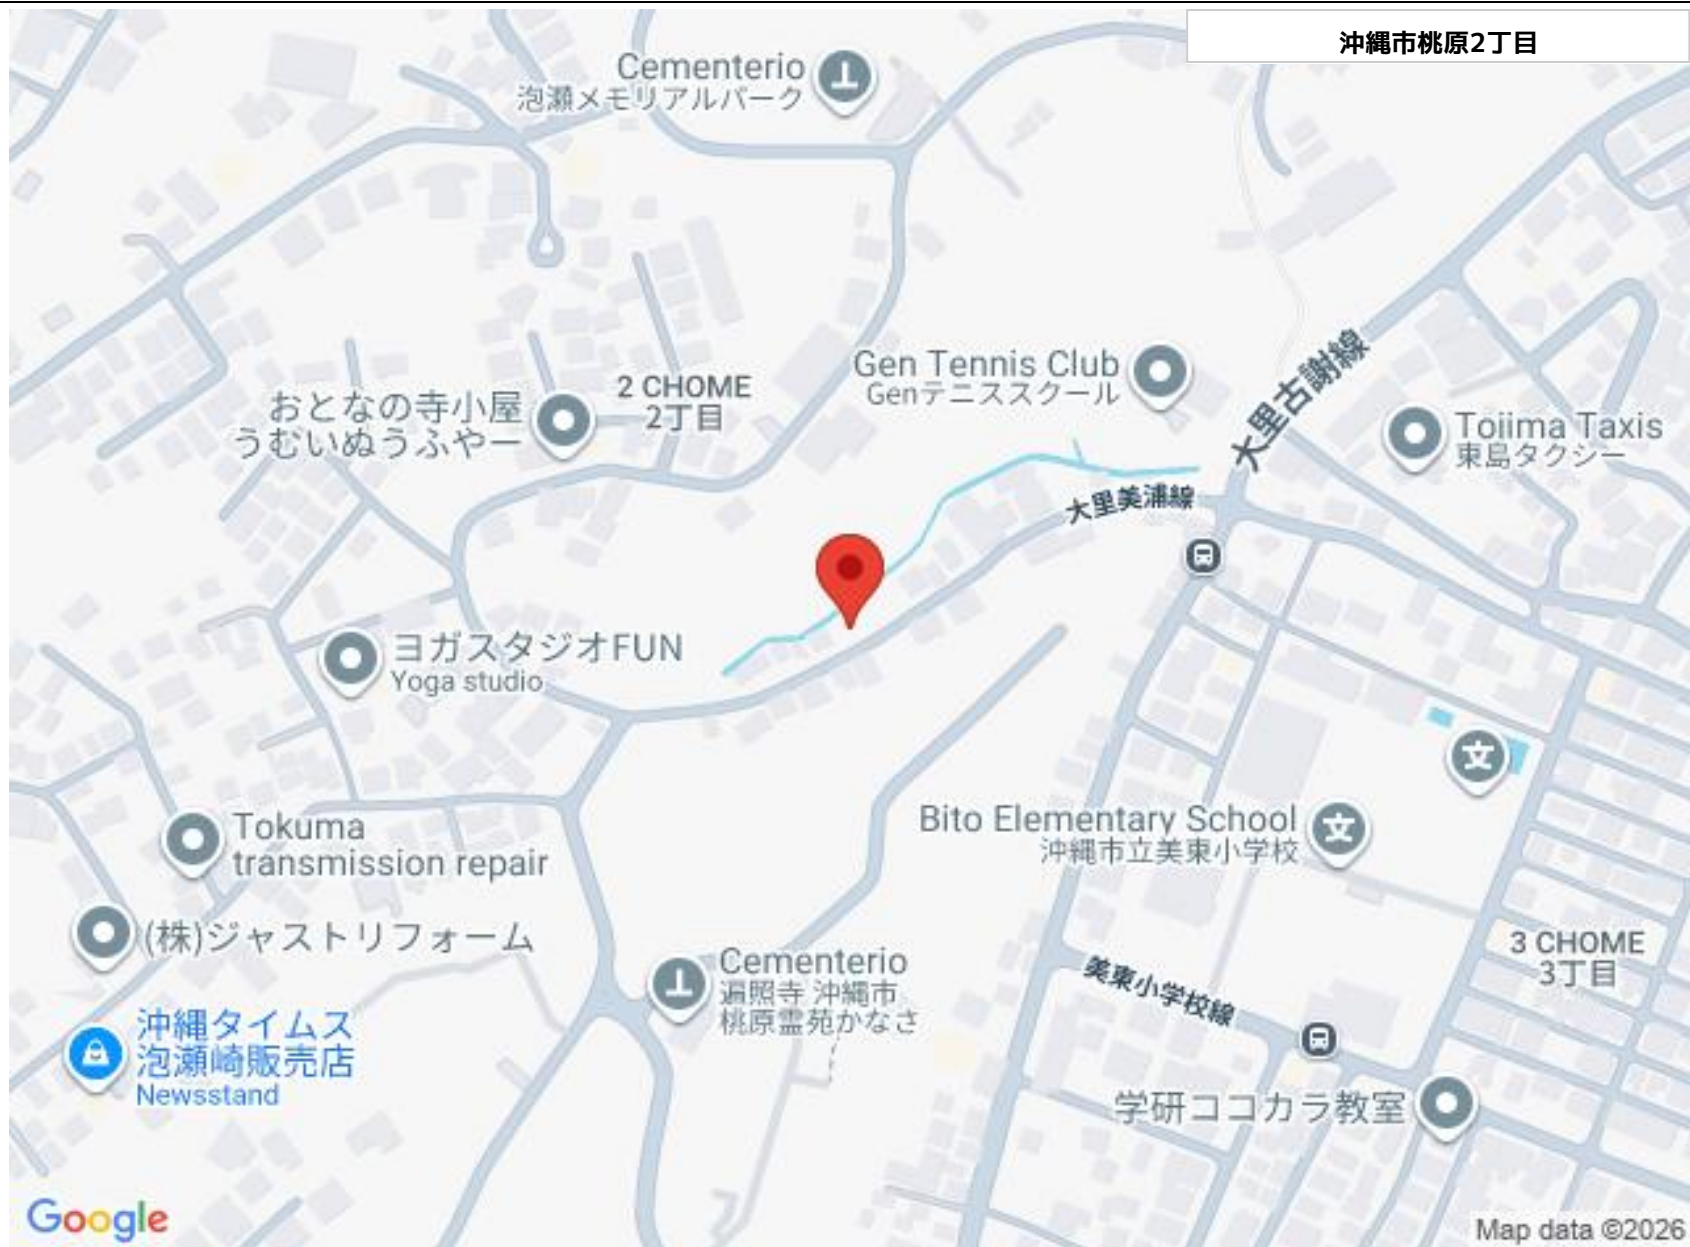 沖縄市桃原2丁目
Cementerio
泡瀬メモリアルパーク
Gen Tennis Club
Genテニススクール
大里古謝線
2 CHOME
2丁目
おとなの寺小屋
うむいぬうふやー
Toiima Taxis
東島タクシー
大里美浦線
ヨガスタジオFUN
Yoga studio
Tokuma
transmission repair
Bito Elementary School
沖縄市立美東小学校
(株)ジャストリフォーム
3 CHOME
3丁目
Cementerio
遍照寺 沖縄市
桃原霊苑かなさ
美東小学校線
沖縄タイムス
泡瀬崎販売店
Newsstand
学研ココカラ教室
Google
Map data ©2026